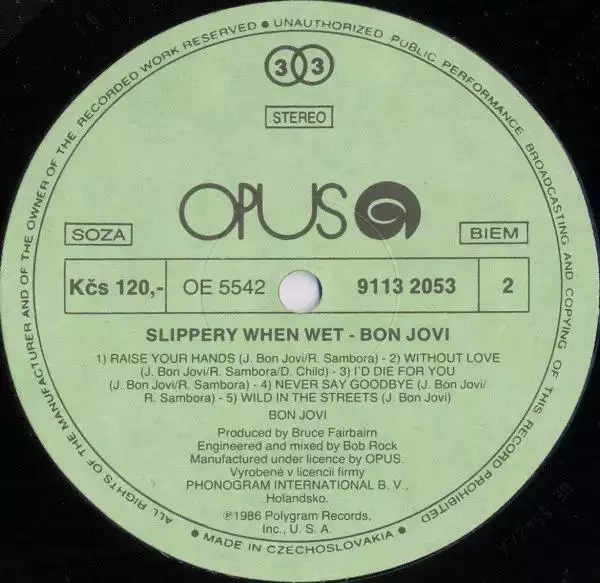 ALL RIGHTS OF THE MANUFACTURER AND OF THE OWNER OF THE RECORDED WORK RESERVED • UNAUTHORIZED PUBLIC PERFORMANCE BROADCASTING AND COPYING OF THIS RECORD PROHIBITED
33
STEREO
OPUS
SOZA
BIEM
Kčs 120,-
OE 5542
9113 2053
2
SLIPPERY WHEN WET - BON JOVI
1) RAISE YOUR HANDS (J. Bon Jovi/R. Sambora) - 2) WITHOUT LOVE
(J. Bon Jovi/R. Sambora/D. Child) - 3) I'D DIE FOR YOU
(J. Bon Jovi/R. Sambora) - 4) NEVER SAY GOODBYE (J. Bon Jovi/
R. Sambora) - 5) WILD IN THE STREETS (J. Bon Jovi)
BON JOVI
Produced by Bruce Fairbairn
Engineered and mixed by Bob Rock
Manufactured under licence by OPUS.
Vyrobené v licencii firmy
PHONOGRAM INTERNATIONAL B. V.,
Holandsko.
℗1986 Polygram Records,
Inc., U. S. A.
• MADE IN CZECHOSLOVAKIA •